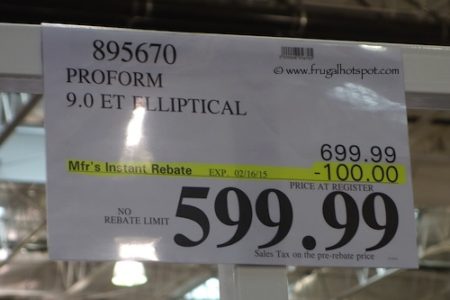 895670
© www.frugalhotspot.com
PROFORM
9.0 ET ELLIPTICAL
699.99
Mfr's Instant Rebate EXP. 02/16/15 -100.00
PRICE AT REGISTER
NO
REBATE LIMIT
599.99
Sales Tax on the pre-rebate price